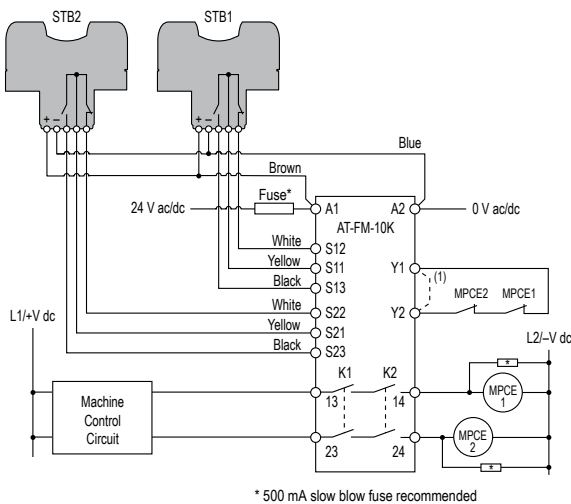 STB2 STB1
+ – + –
Blue
Brown
Fuse*
24 V ac/dc A1 A2 0 V ac/dc
AT-FM-10K
White S12
Yellow S11 Y1 (1)
Black S13 MPCE2 MPCE1
White S22 Y2
L1/+V dc Yellow S21
Black S23 L2/–V dc
*
K1 K2
Machine Control Circuit 13 14 MPCE 1
23 24 MPCE 2
*
* 500 mA slow blow fuse recommended